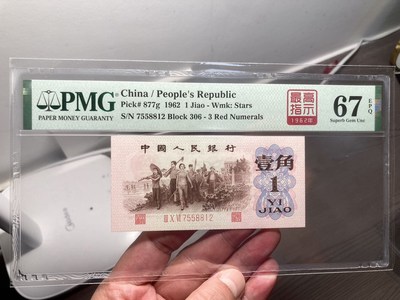 PMG
PAPER MONEY GUARANTY
China / People's Republic
Pick# 877g 1962 1 Jiao - Wmk: Stars
S/N 7558812 Block 306 - 3 Red Numerals
最高
指示
1962年
67
EPQ
Superb Gem Unc
中国人民银行
壹角
1
YI
JIAO
III X VI 7558812